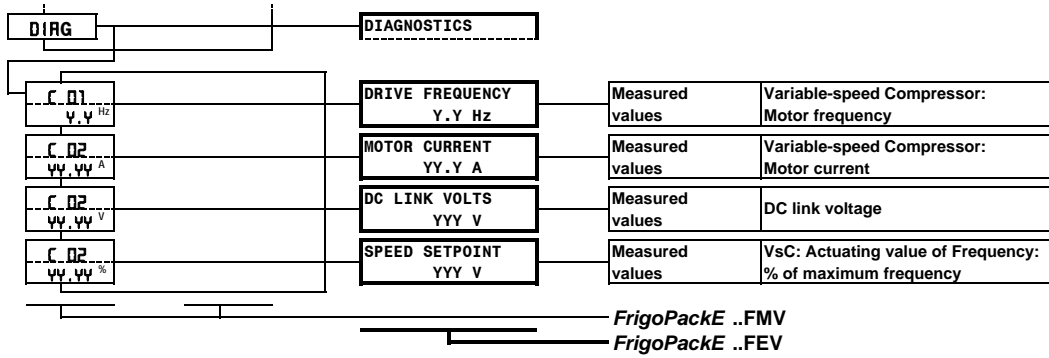 DIAG
DIAGNOSTICS
C 01
Y.Y Hz
DRIVE FREQUENCY
Y.Y Hz
Measured values
Variable-speed Compressor:
Motor frequency
C 02
YY.YY A
MOTOR CURRENT
YY.Y A
Measured values
Variable-speed Compressor:
Motor current
C 02
YY.YY V
DC LINK VOLTS
YYY V
Measured values
DC link voltage
C 02
YY.YY %
SPEED SETPOINT
YYY V
Measured values
VsC: Actuating value of Frequency:
% of maximum frequency
FrigoPackE ..FMV
FrigoPackE ..FEV